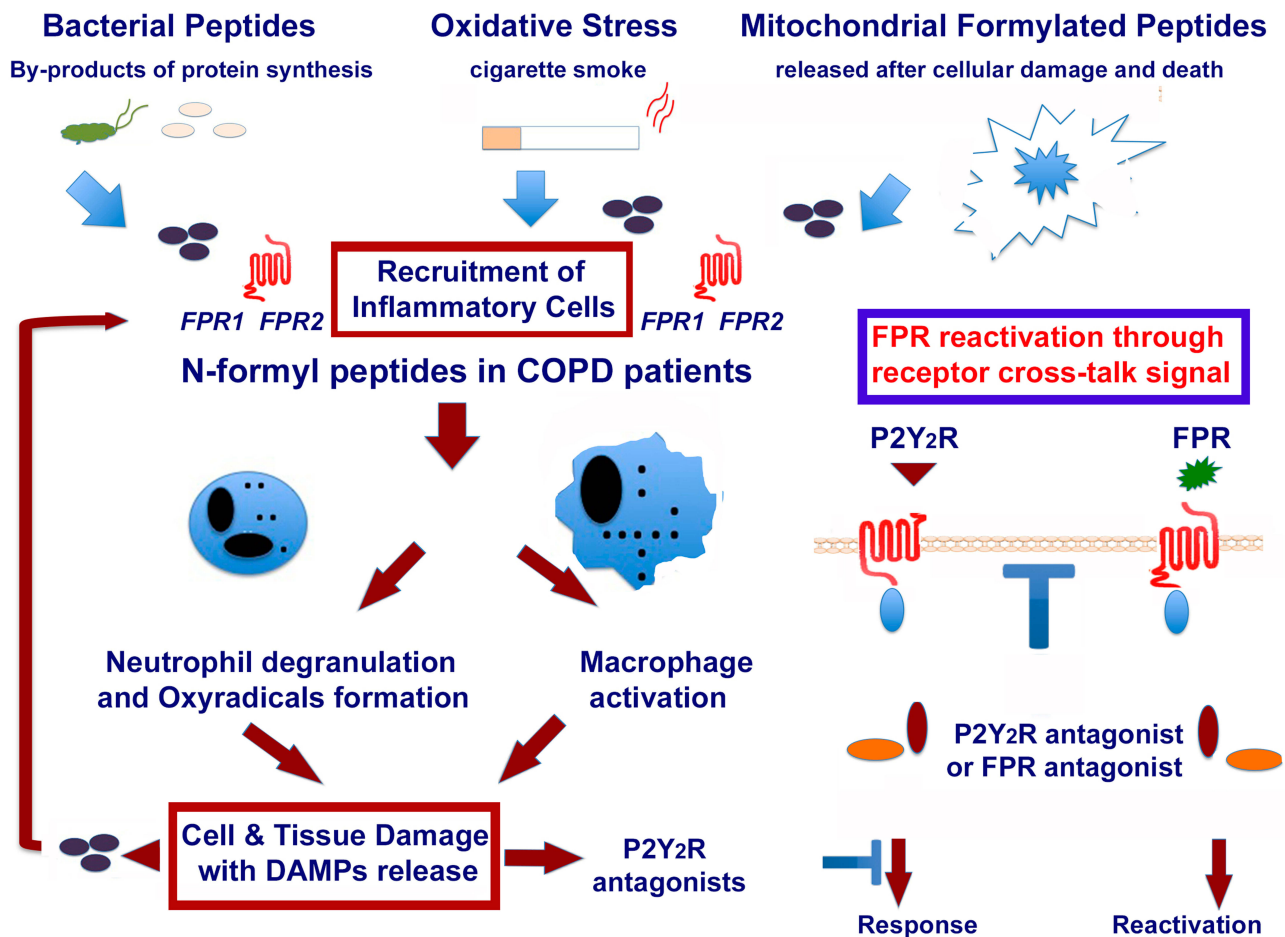 Bacterial Peptides
By-products of protein synthesis
Oxidative Stress
cigarette smoke
Mitochondrial Formylated Peptides
released after cellular damage and death
Recruitment of
Inflammatory Cells
FPR1 FPR2
FPR1 FPR2
N-formyl peptides in COPD patients
Neutrophil degranulation
and Oxyradicals formation
Macrophage
activation
Cell & Tissue Damage
with DAMPs release
P2Y2R
antagonists
FPR reactivation through
receptor cross-talk signal
P2Y2R
FPR
P2Y2R antagonist
or FPR antagonist
Response
Reactivation